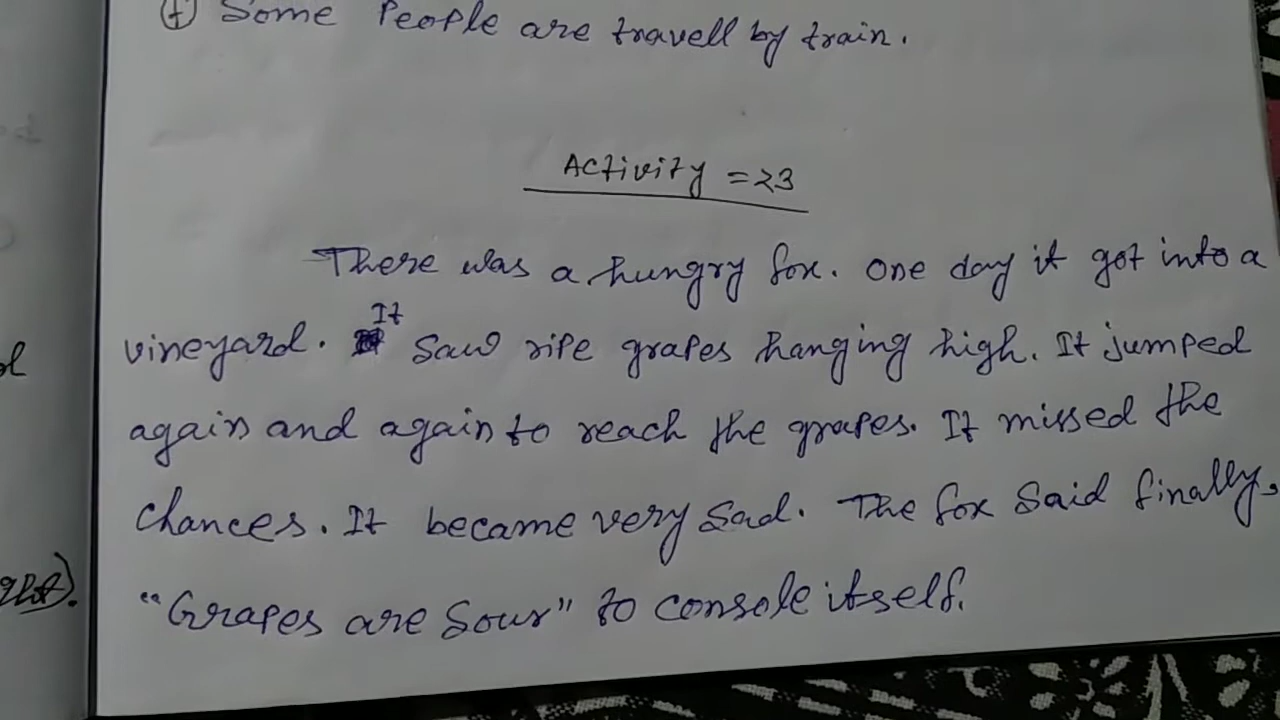 (f) Some People are travell by train.
Activity = 23
There was a hungry fox. One day it got into a
vineyard. It saw ripe grapes hanging high. It jumped
again and again to reach the grapes. It missed the
chances. It became very sad. The fox said finally,
"Grapes are sour" to console itself.